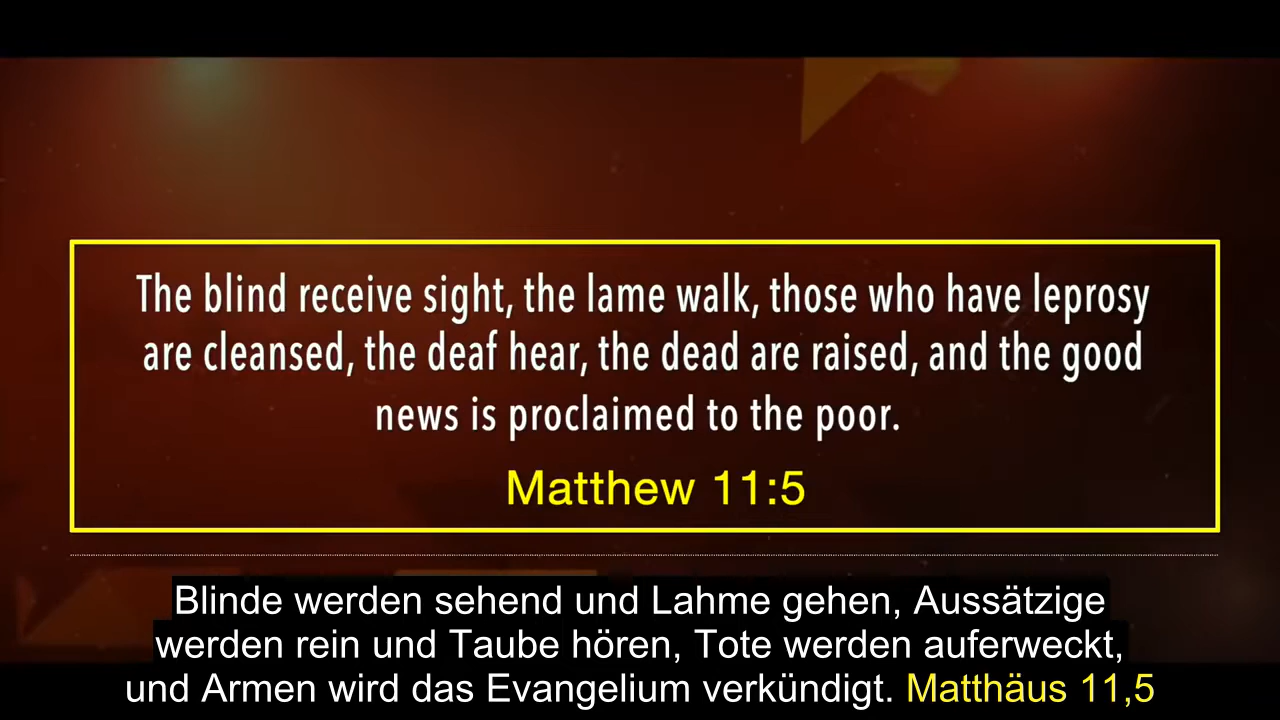 The blind receive sight, the lame walk, those who have leprosy
are cleansed, the deaf hear, the dead are raised, and the good
news is proclaimed to the poor.
Matthew 11:5
Blinde werden sehend und Lahme gehen, Aussätzige
werden rein und Taube hören, Tote werden auferweckt,
und Armen wird das Evangelium verkündigt. Matthäus 11,5